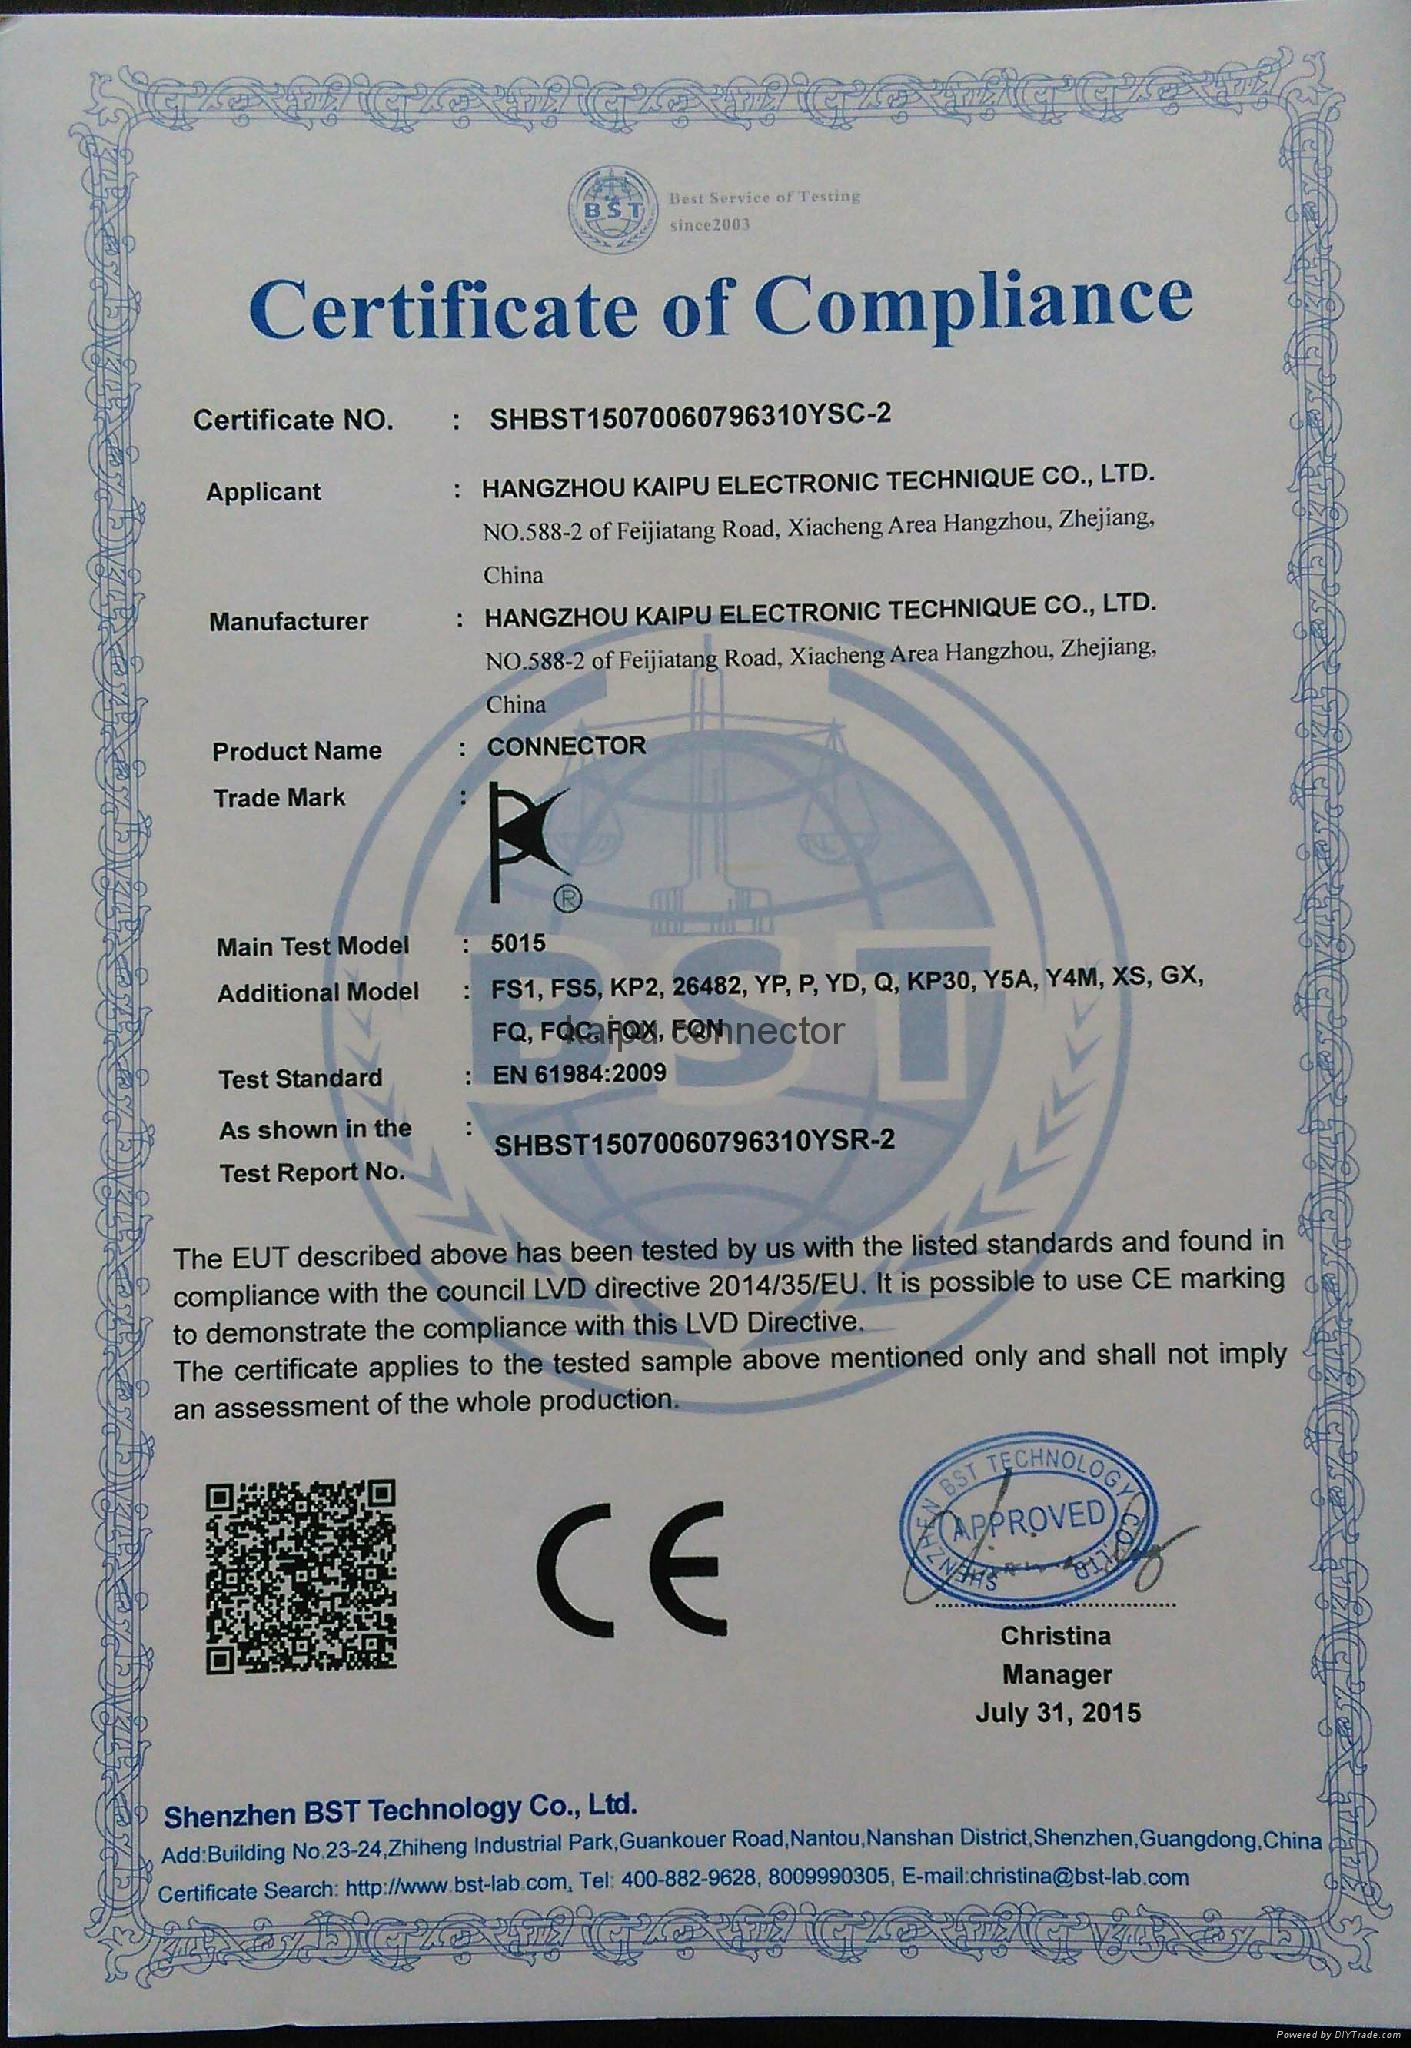 BST
Best Service of Testing
since2003
Certificate of Compliance
Certificate NO. : SHBST15070060796310YSC-2
Applicant : HANGZHOU KAIPU ELECTRONIC TECHNIQUE CO., LTD.
NO.588-2 of Feijiatang Road, Xiacheng Area Hangzhou, Zhejiang,
China
Manufacturer : HANGZHOU KAIPU ELECTRONIC TECHNIQUE CO., LTD.
NO.588-2 of Feijiatang Road, Xiacheng Area Hangzhou, Zhejiang,
China
Product Name : CONNECTOR
Trade Mark :
®
Main Test Model : 5015
Additional Model : FS1, FS5, KP2, 26482, YP, P, YD, Q, KP30, Y5A, Y4M, XS, GX,
FQ, FQC, FQX, FQN
kaipu connector
BST
Test Standard : EN 61984:2009
As shown in the :
Test Report No.
SHBST15070060796310YSR-2
The EUT described above has been tested by us with the listed standards and found in
compliance with the council LVD directive 2014/35/EU. It is possible to use CE marking
to demonstrate the compliance with this LVD Directive.
The certificate applies to the tested sample above mentioned only and shall not imply
an assessment of the whole production.
CE
SHENZHEN BST TECHNOLOGY CO.,LTD
APPROVED
Christina
Manager
July 31, 2015
Shenzhen BST Technology Co., Ltd.
Add:Building No.23-24,Zhiheng Industrial Park,Guankouer Road,Nantou,Nanshan District,Shenzhen,Guangdong,China
Certificate Search: http://www.bst-lab.com, Tel: 400-882-9628, 8009990305, E-mail:christina@bst-lab.com
Powered by DIYTrade.com